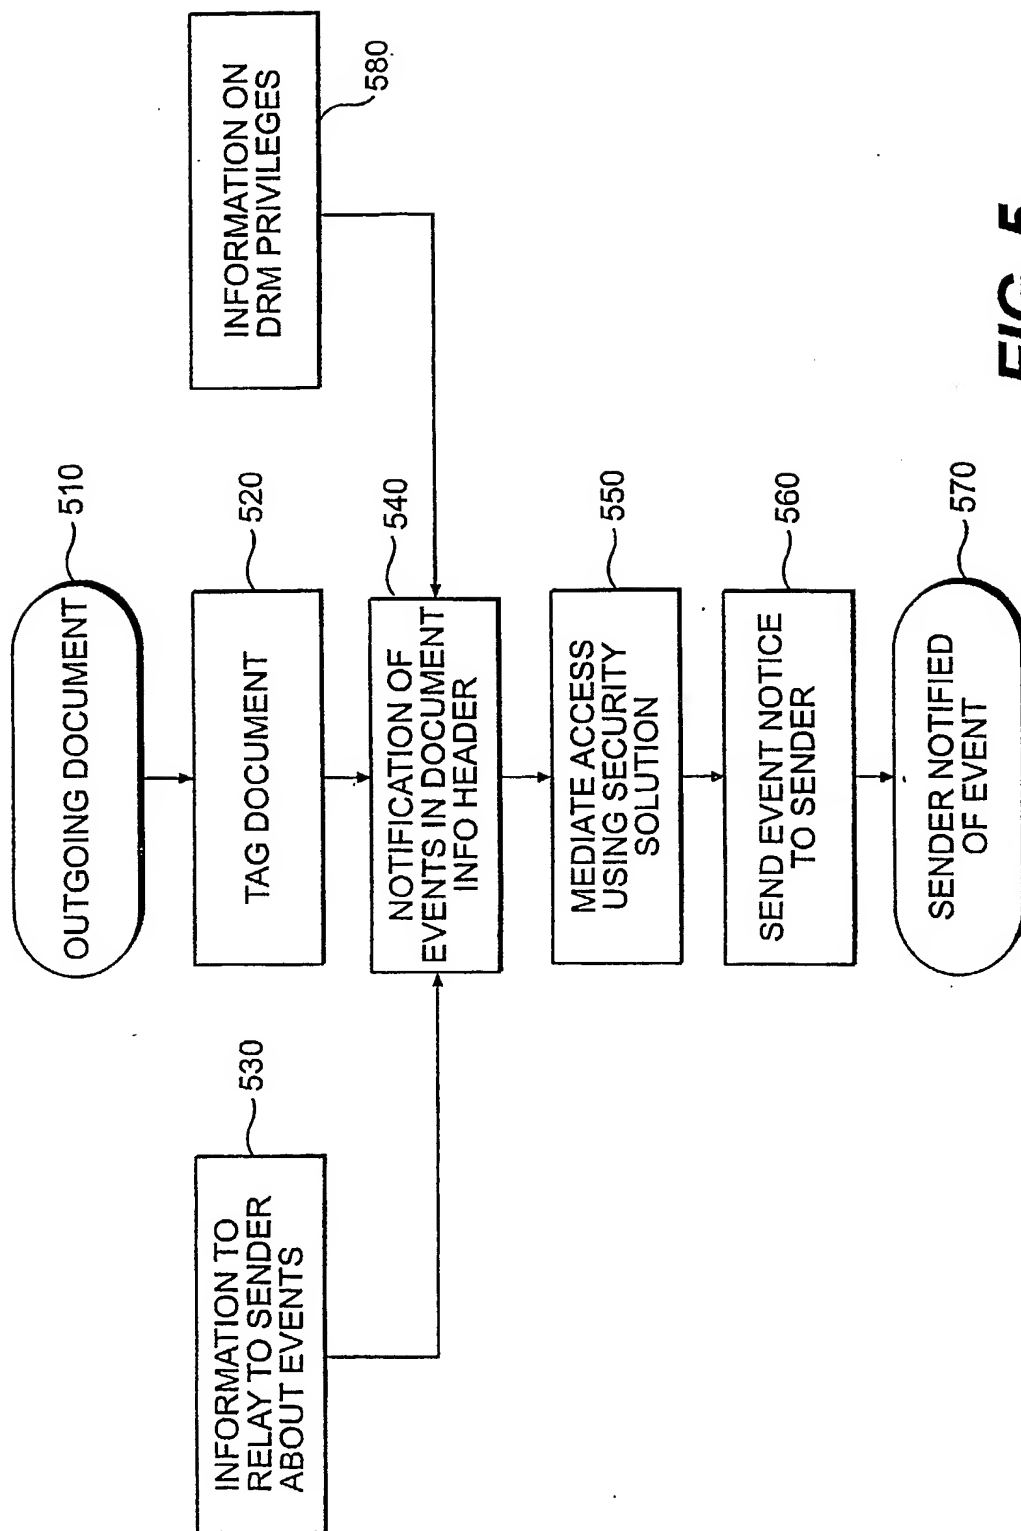 OUTGOING DOCUMENT
510
TAG DOCUMENT
520
INFORMATION TO
RELAY TO SENDER
ABOUT EVENTS
530
INFORMATION ON
DRM PRIVILEGES
580
NOTIFICATION OF
EVENTS IN DOCUMENT
INFO HEADER
540
MEDIATE ACCESS
USING SECURITY
SOLUTION
550
SEND EVENT NOTICE
TO SENDER
560
SENDER NOTIFIED
OF EVENT
570
FIG. 5